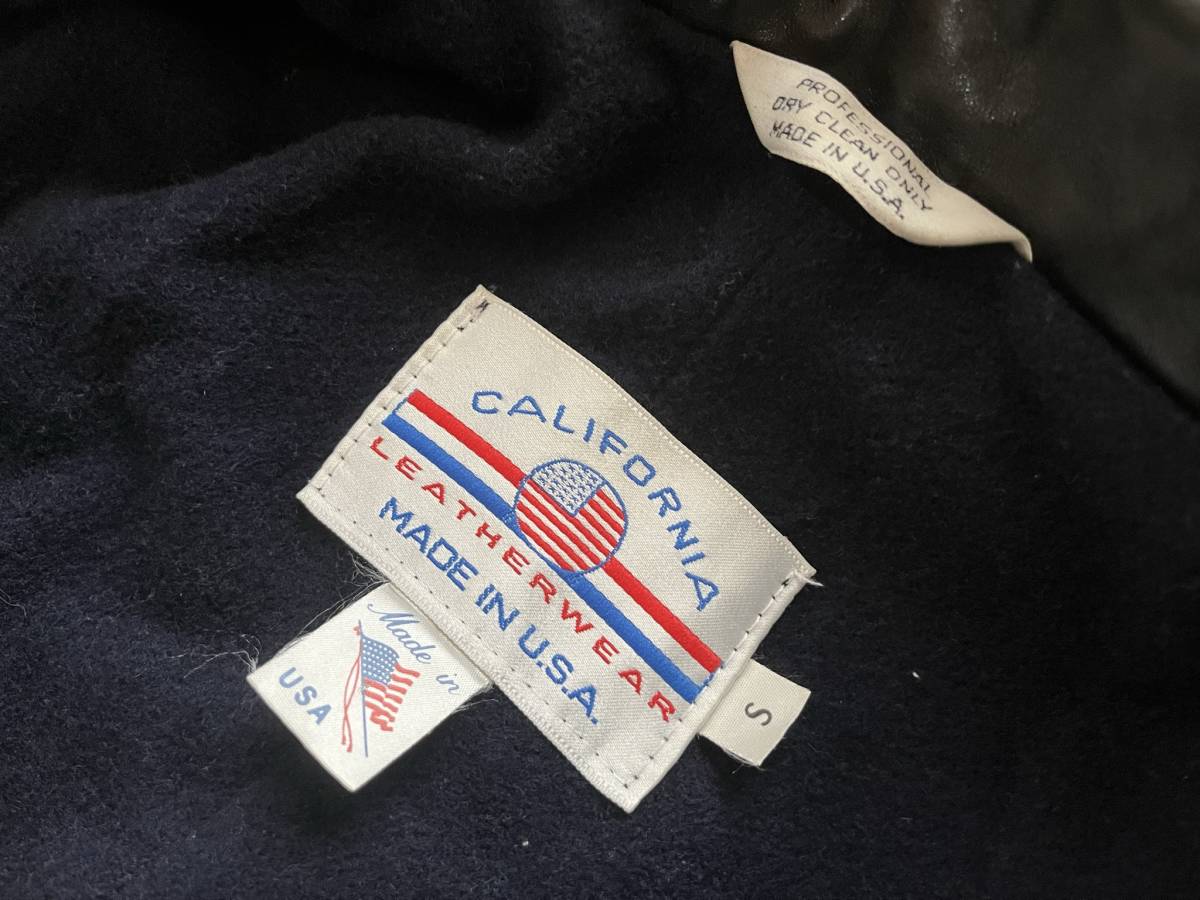 PROFESSIONAL
DRY CLEAN ONLY
MADE IN U.S.A.
CALIFORNIA
LEATHERWEAR
MADE IN U.S.A.
Made in
USA
S